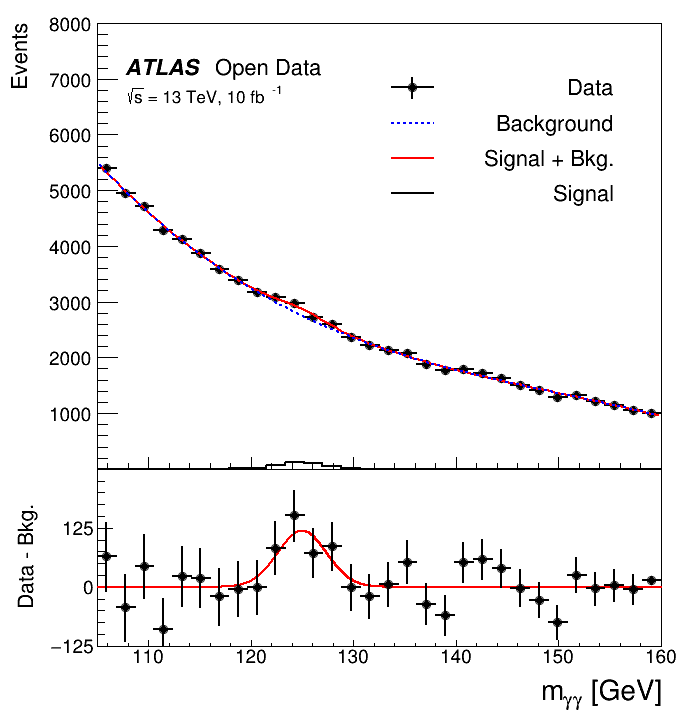 Events
8000
7000
6000
5000
4000
3000
2000
1000
ATLAS Open Data
√s = 13 TeV, 10 fb⁻¹
Data
Background
Signal + Bkg.
Signal
Data - Bkg.
125
0
−125
110 120 130 140 150 160
mγγ [GeV]